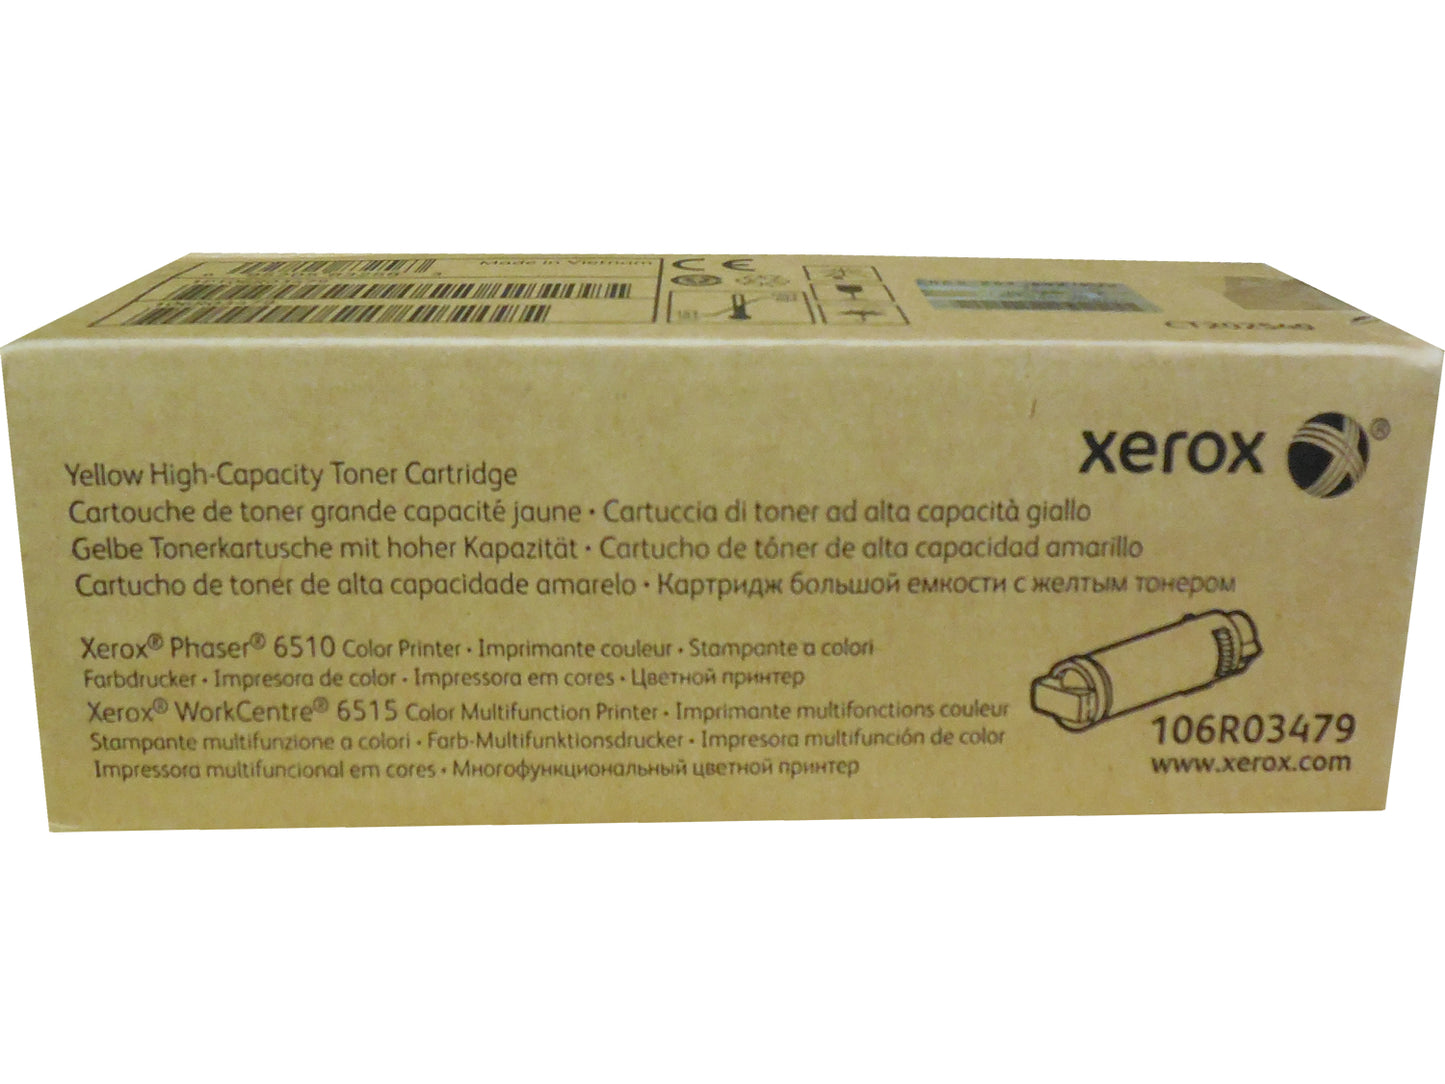 Made in Vietnam
CE
xerox ®
Yellow High-Capacity Toner Cartridge
Cartouche de toner grande capacité jaune · Cartuccia di toner ad alta capacità giallo
Gelbe Tonerkartusche mit hoher Kapazität · Cartucho de tóner de alta capacidad amarillo
Cartucho de toner de alta capacidade amarelo · Картридж большой емкости с желтым тонером
Xerox® Phaser® 6510 Color Printer · Imprimante couleur · Stampante a colori
Farbdrucker · Impresora de color · Impressora em cores · Цветной принтер
Xerox® WorkCentre® 6515 Color Multifunction Printer · Imprimante multifonctions couleur
Stampante multifunzione a colori · Farb-Multifunktionsdrucker · Impresora multifunción de color
Impressora multifuncional em cores · Многофункциональный цветной принтер
106R03479
www.xerox.com